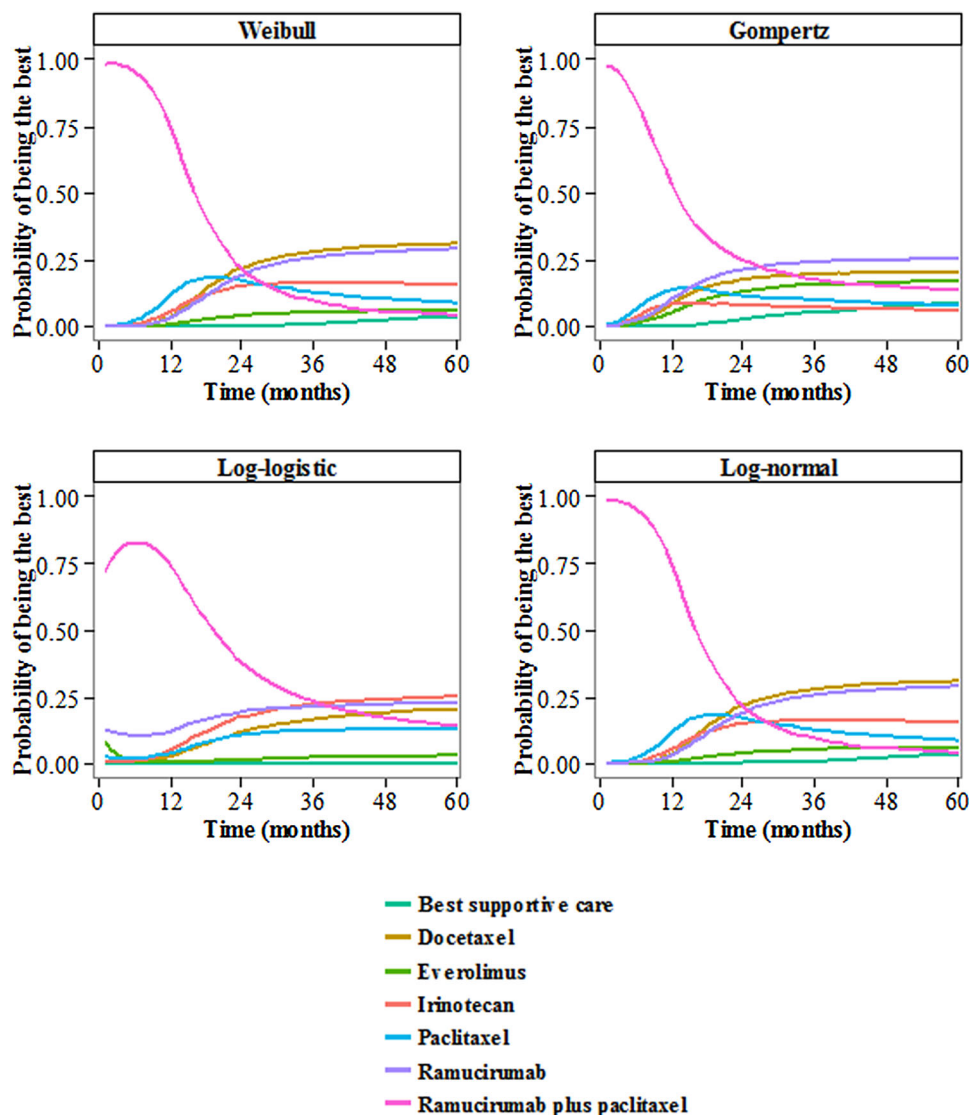 Weibull
Probability of being the best
1.00
0.75
0.50
0.25
0.00
0 12 24 36 48 60
Time (months)
Gompertz
Probability of being the best
1.00
0.75
0.50
0.25
0.00
0 12 24 36 48 60
Time (months)
Log-logistic
Probability of being the best
1.00
0.75
0.50
0.25
0.00
0 12 24 36 48 60
Time (months)
Log-normal
Probability of being the best
1.00
0.75
0.50
0.25
0.00
0 12 24 36 48 60
Time (months)
Best supportive care
Docetaxel
Everolimus
Irinotecan
Paclitaxel
Ramucirumab
Ramucirumab plus paclitaxel